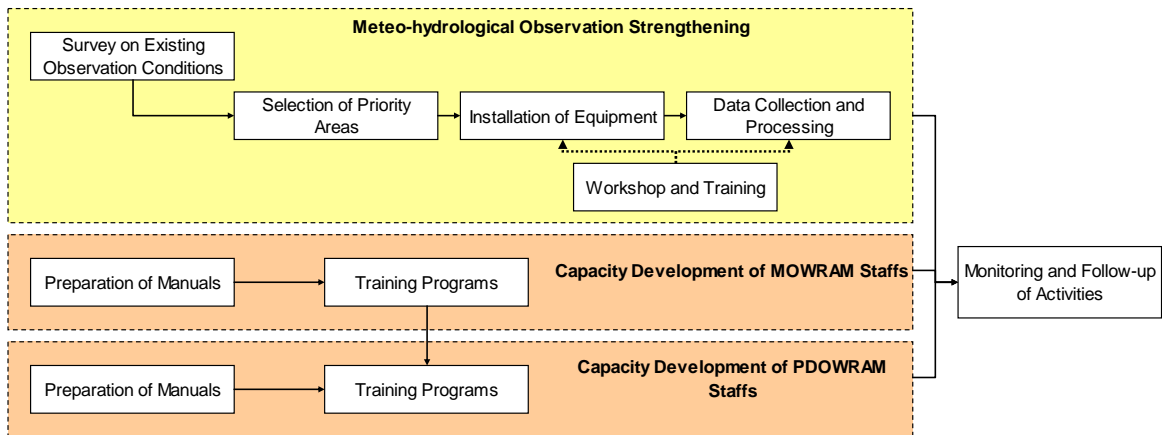 Meteo-hydrological Observation Strengthening
Survey on Existing
Observation Conditions
Selection of Priority
Areas
Installation of Equipment
Data Collection and
Processing
Workshop and Training
Capacity Development of MOWRAM Staffs
Preparation of Manuals
Training Programs
Monitoring and Follow-up
of Activities
Capacity Development of PDOWRAM
Staffs
Preparation of Manuals
Training Programs